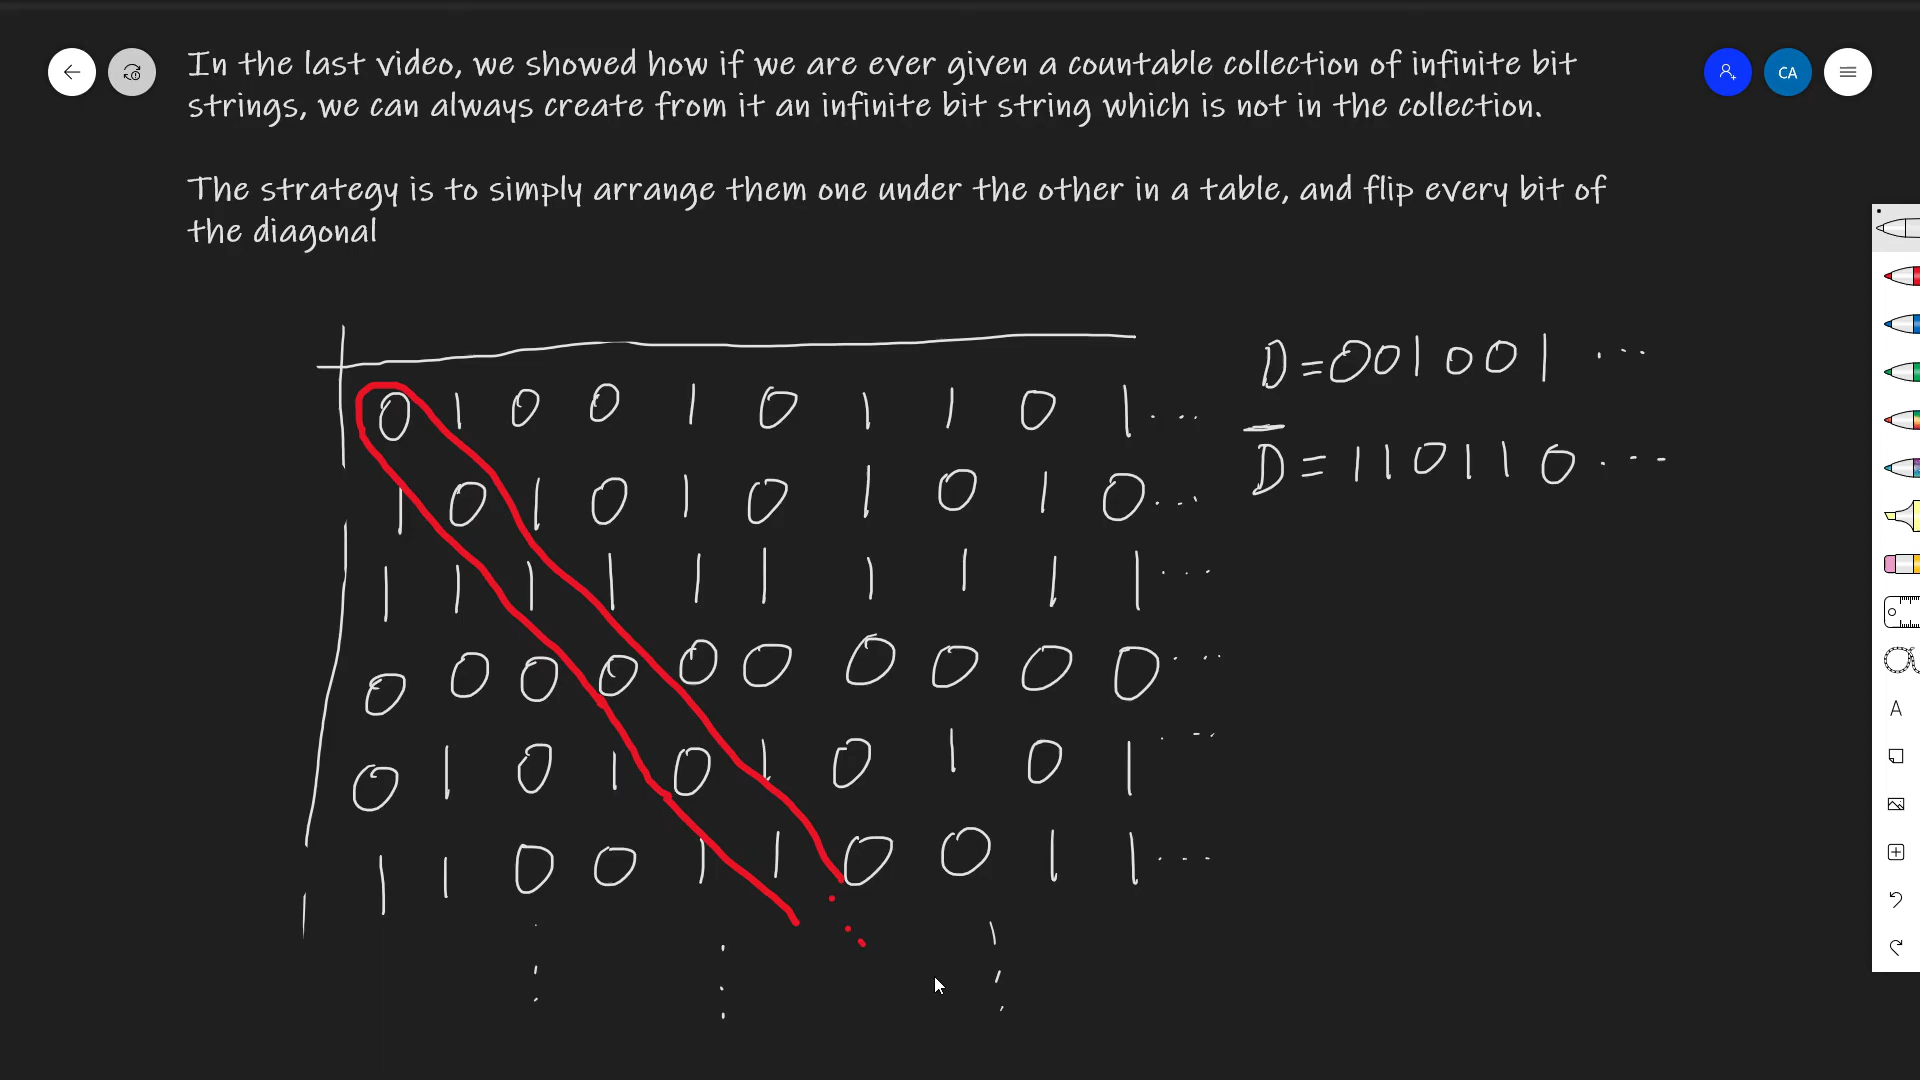 In the last video, we showed how if we are ever given a countable collection of infinite bit
strings, we can always create from it an infinite bit string which is not in the collection.
CA
The strategy is to simply arrange them one under the other in a table, and flip every bit of
the diagonal
D = 001001 ...
0 1 0 0 1 0 1 1 0 1 ...
D̅ = 110110 ...
1 0 1 0 1 0 1 0 1 0 ...
1 1 1 1 1 1 1 1 1 1 ...
0 0 0 0 0 0 0 0 0 0 ...
0 1 0 1 0 1 0 1 0 1 ...
1 1 0 0 1 1 0 0 1 1 ...
A